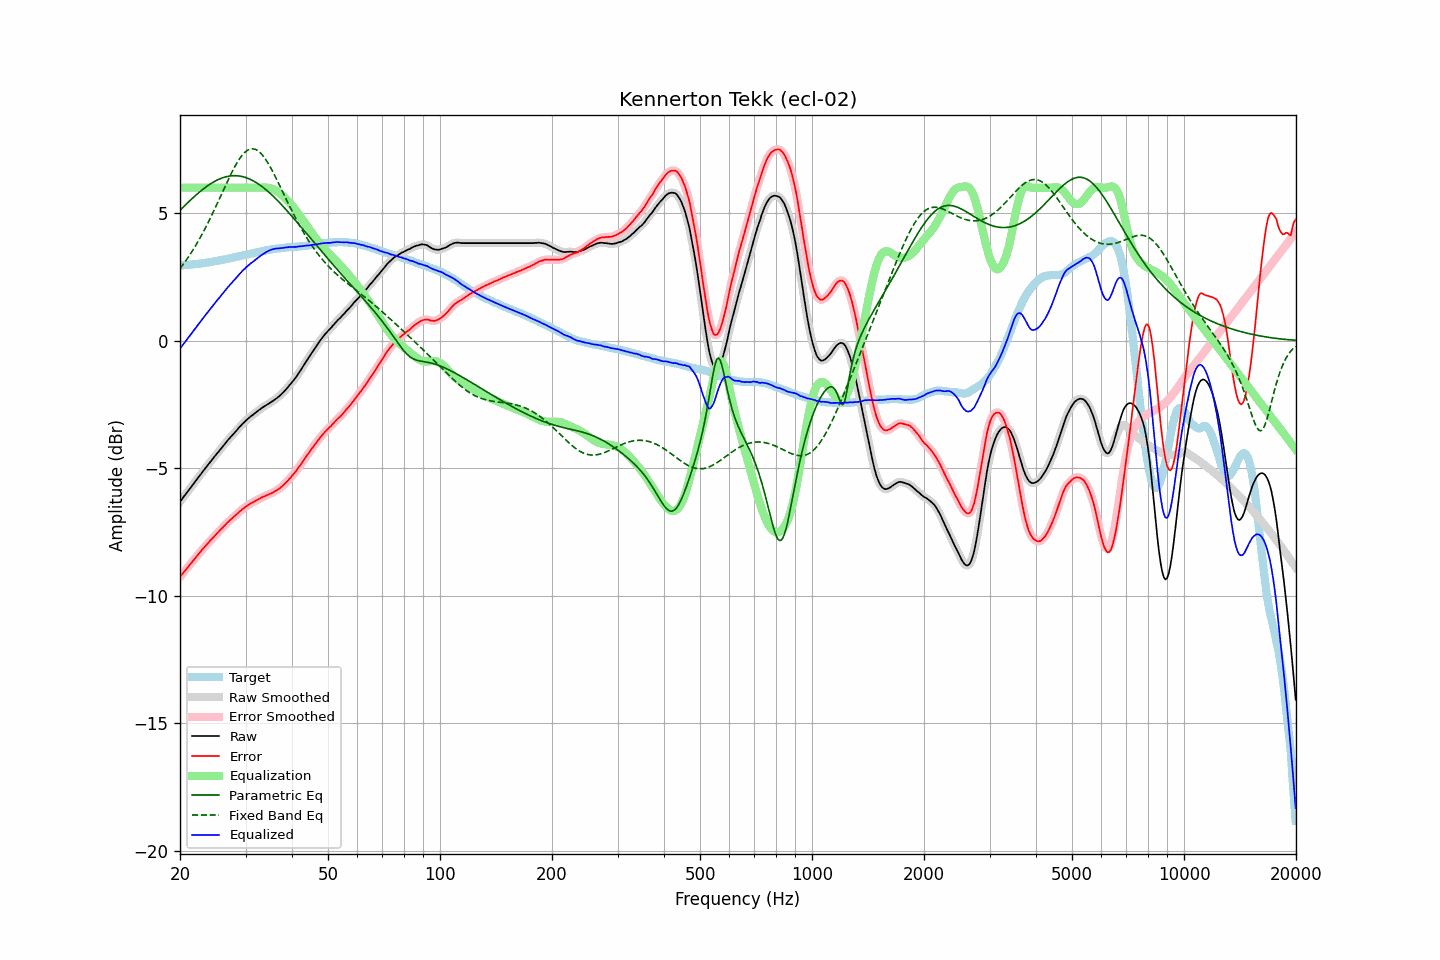 Kennerton Tekk (ecl-02)
5
0
−5
−10
−15
−20
Amplitude (dBr)
Target
Raw Smoothed
Error Smoothed
Raw
Error
Equalization
Parametric Eq
Fixed Band Eq
Equalized
20 50 100 200 500 1000 2000 5000 10000 20000
Frequency (Hz)